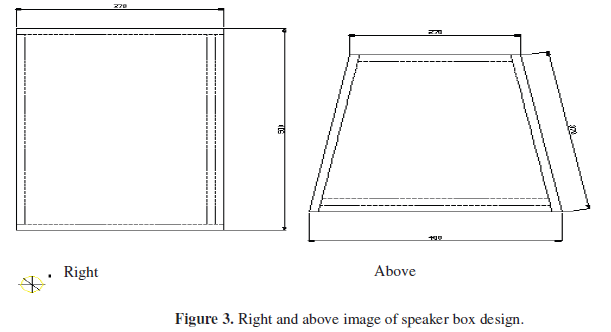 270
270
Right
Above
Figure 3. Right and above image of speaker box design.